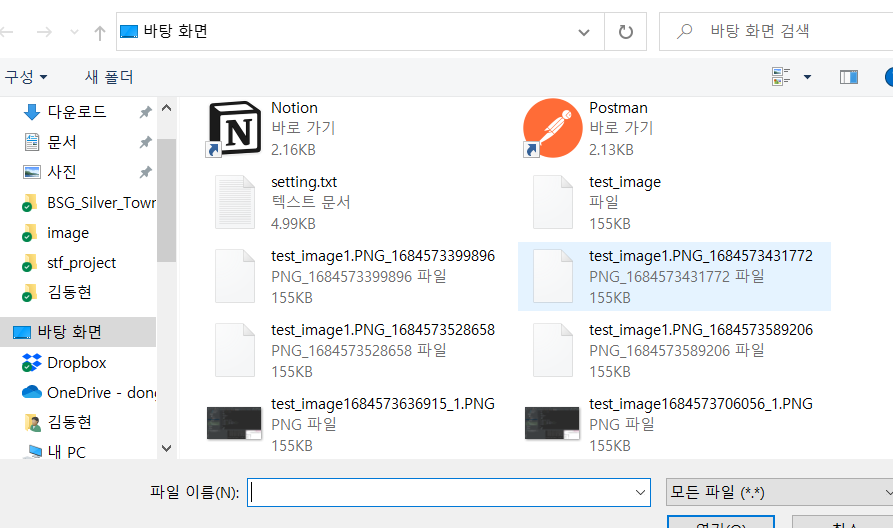 바탕 화면
바탕 화면 검색
구성
새 폴더
다운로드
문서
사진
BSG_Silver_Town
image
stf_project
김동현
바탕 화면
Dropbox
OneDrive - dong
김동현
내 PC
Notion
바로 가기
2.16KB
Postman
바로 가기
2.13KB
setting.txt
텍스트 문서
4.99KB
test_image
파일
155KB
test_image1.PNG_1684573399896
PNG_1684573399896 파일
155KB
test_image1.PNG_1684573431772
PNG_1684573431772 파일
155KB
test_image1.PNG_1684573528658
PNG_1684573528658 파일
155KB
test_image1.PNG_1684573589206
PNG_1684573589206 파일
155KB
test_image1684573636915_1.PNG
PNG 파일
155KB
test_image1684573706056_1.PNG
PNG 파일
155KB
파일 이름(N):
모든 파일 (*.*)
열기(O)
취소